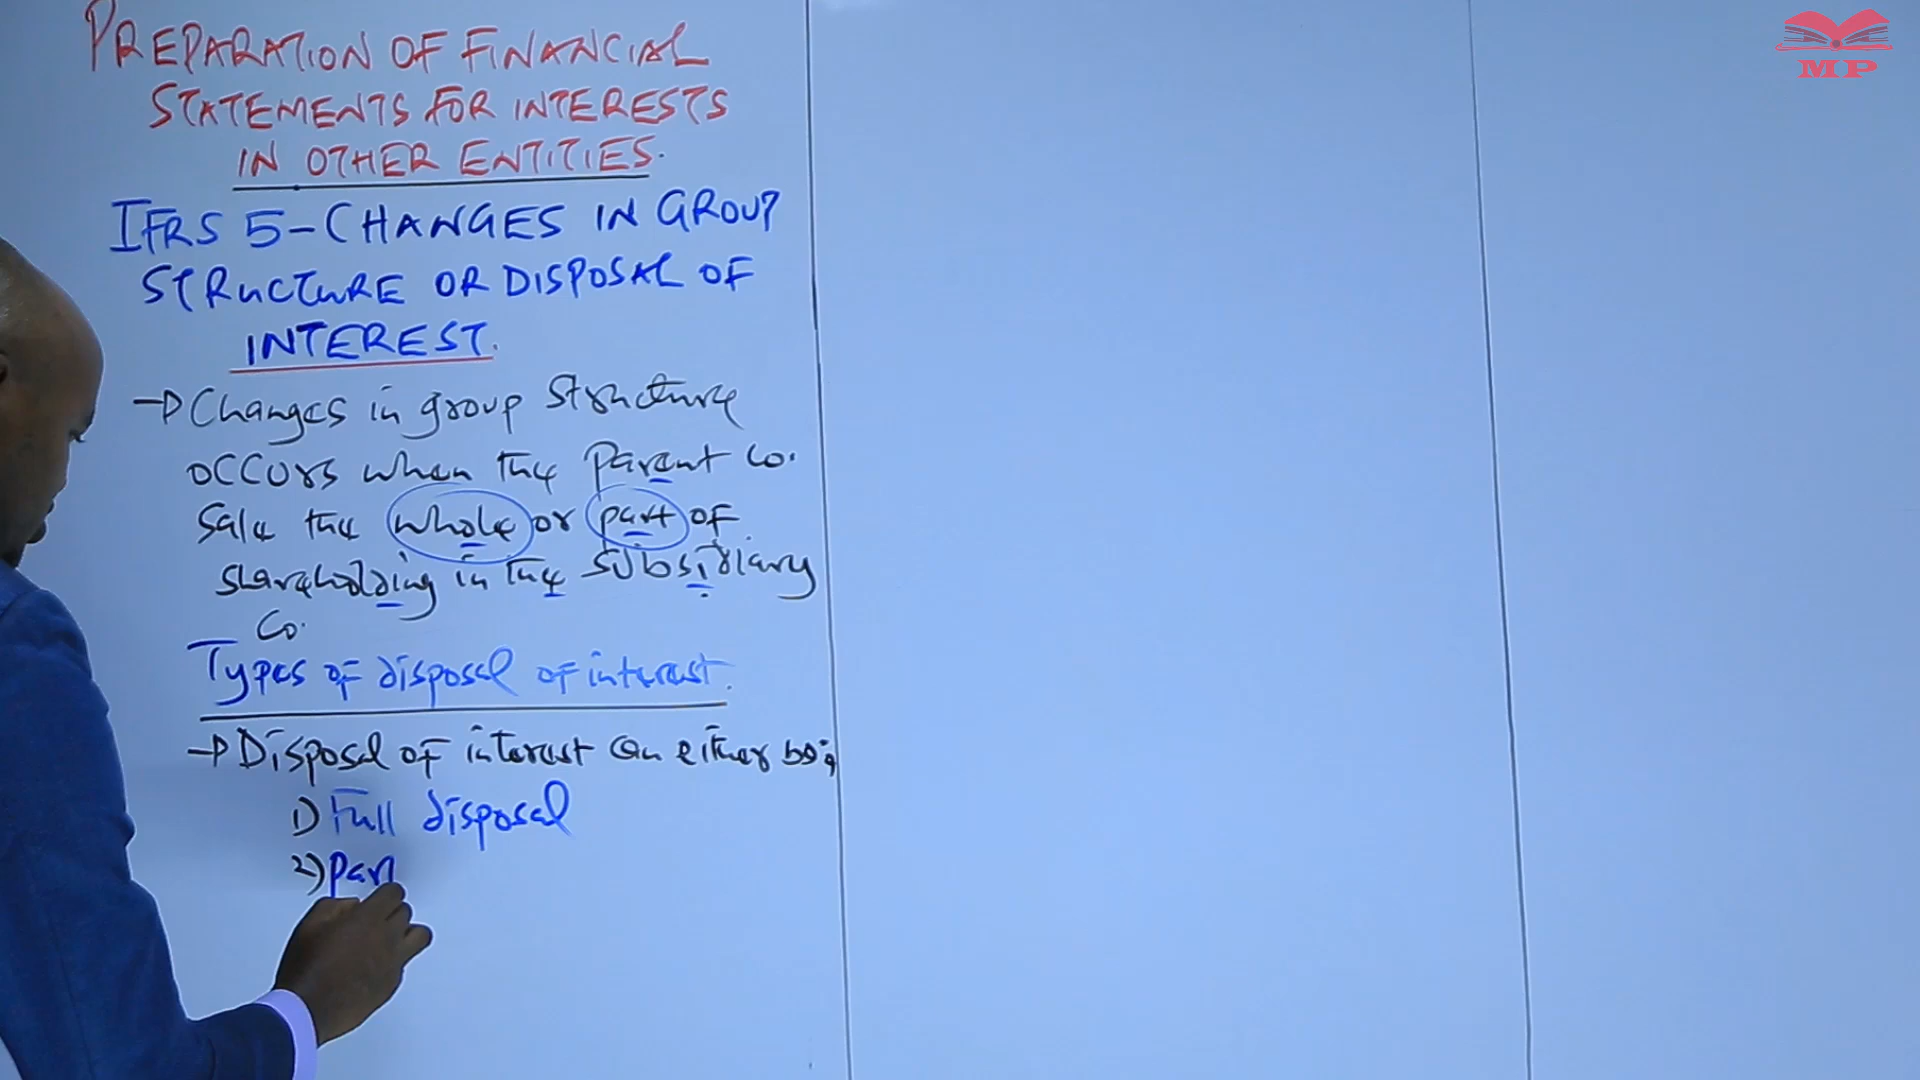 PREPARATION OF FINANCIAL
STATEMENTS FOR INTERESTS
IN OTHER ENTITIES.
IFRS 5-CHANGES IN GROUP
STRUCTURE OR DISPOSAL OF
INTEREST.
→Changes in group structure
occurs when the parent co.
sale the whole or part of
shareholding in the subsidiary
Co.
Types of disposal of interest.
→Disposal of interest can either be;
1) Full disposal
2) Part
MP